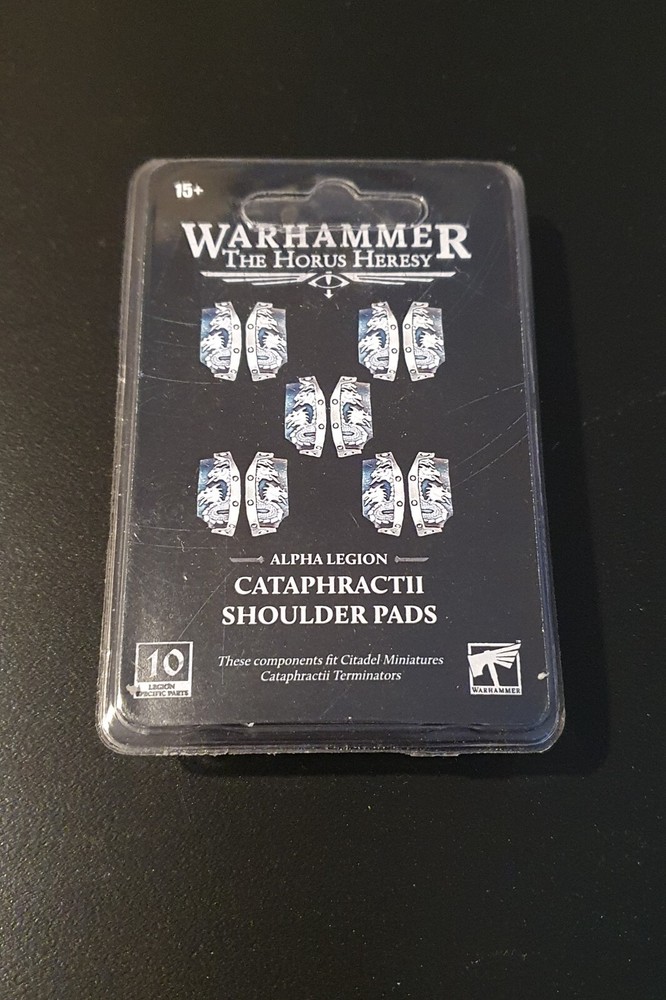 15+
WARHAMMER
THE HORUS HERESY
ALPHA LEGION
CATAPHRACTII
SHOULDER PADS
10
LEGION
SPECIFIC PARTS
These components fit Citadel Miniatures
Cataphractii Terminators
WARHAMMER